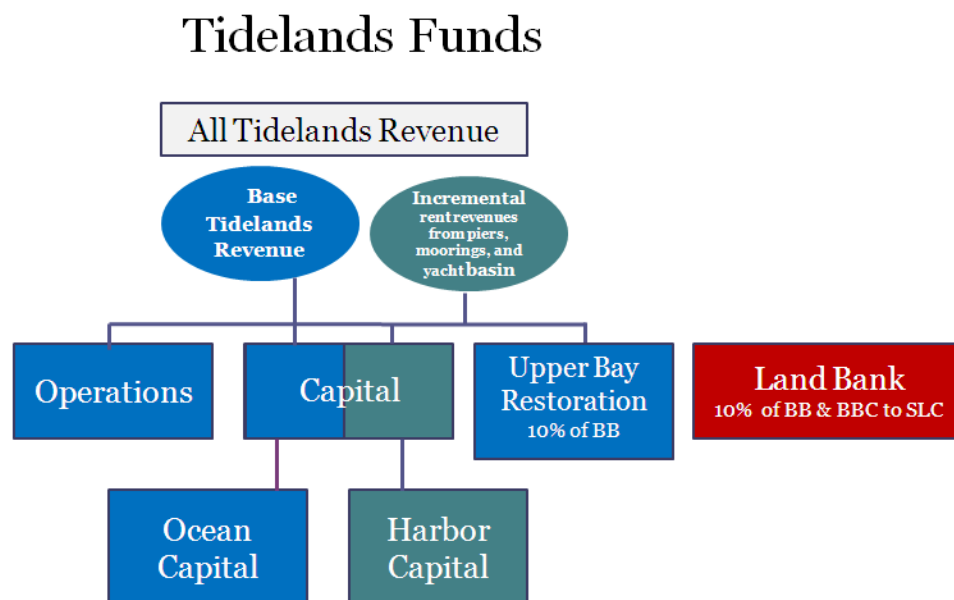 Tidelands Funds
All Tidelands Revenue
Base
Tidelands
Revenue
Incremental
rent revenues
from piers,
moorings, and
yacht basin
Operations
Capital
Upper Bay
Restoration
10% of BB
Land Bank
10% of BB & BBC to SLC
Ocean
Capital
Harbor
Capital